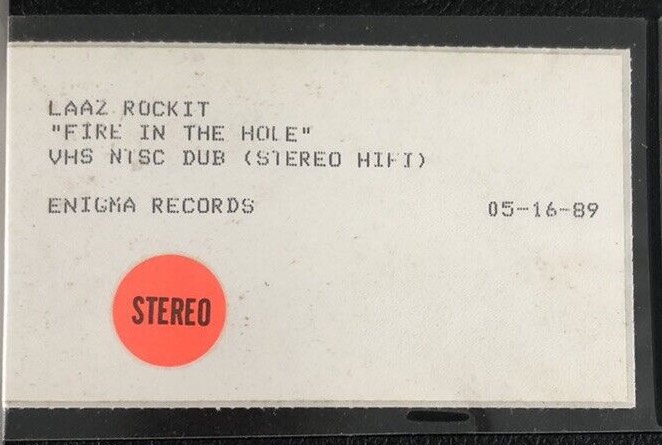 LAAZ ROCKIT
"FIRE IN THE HOLE"
VHS NTSC DUB (STEREO HIFI)
ENIGMA RECORDS 05-16-89
STEREO